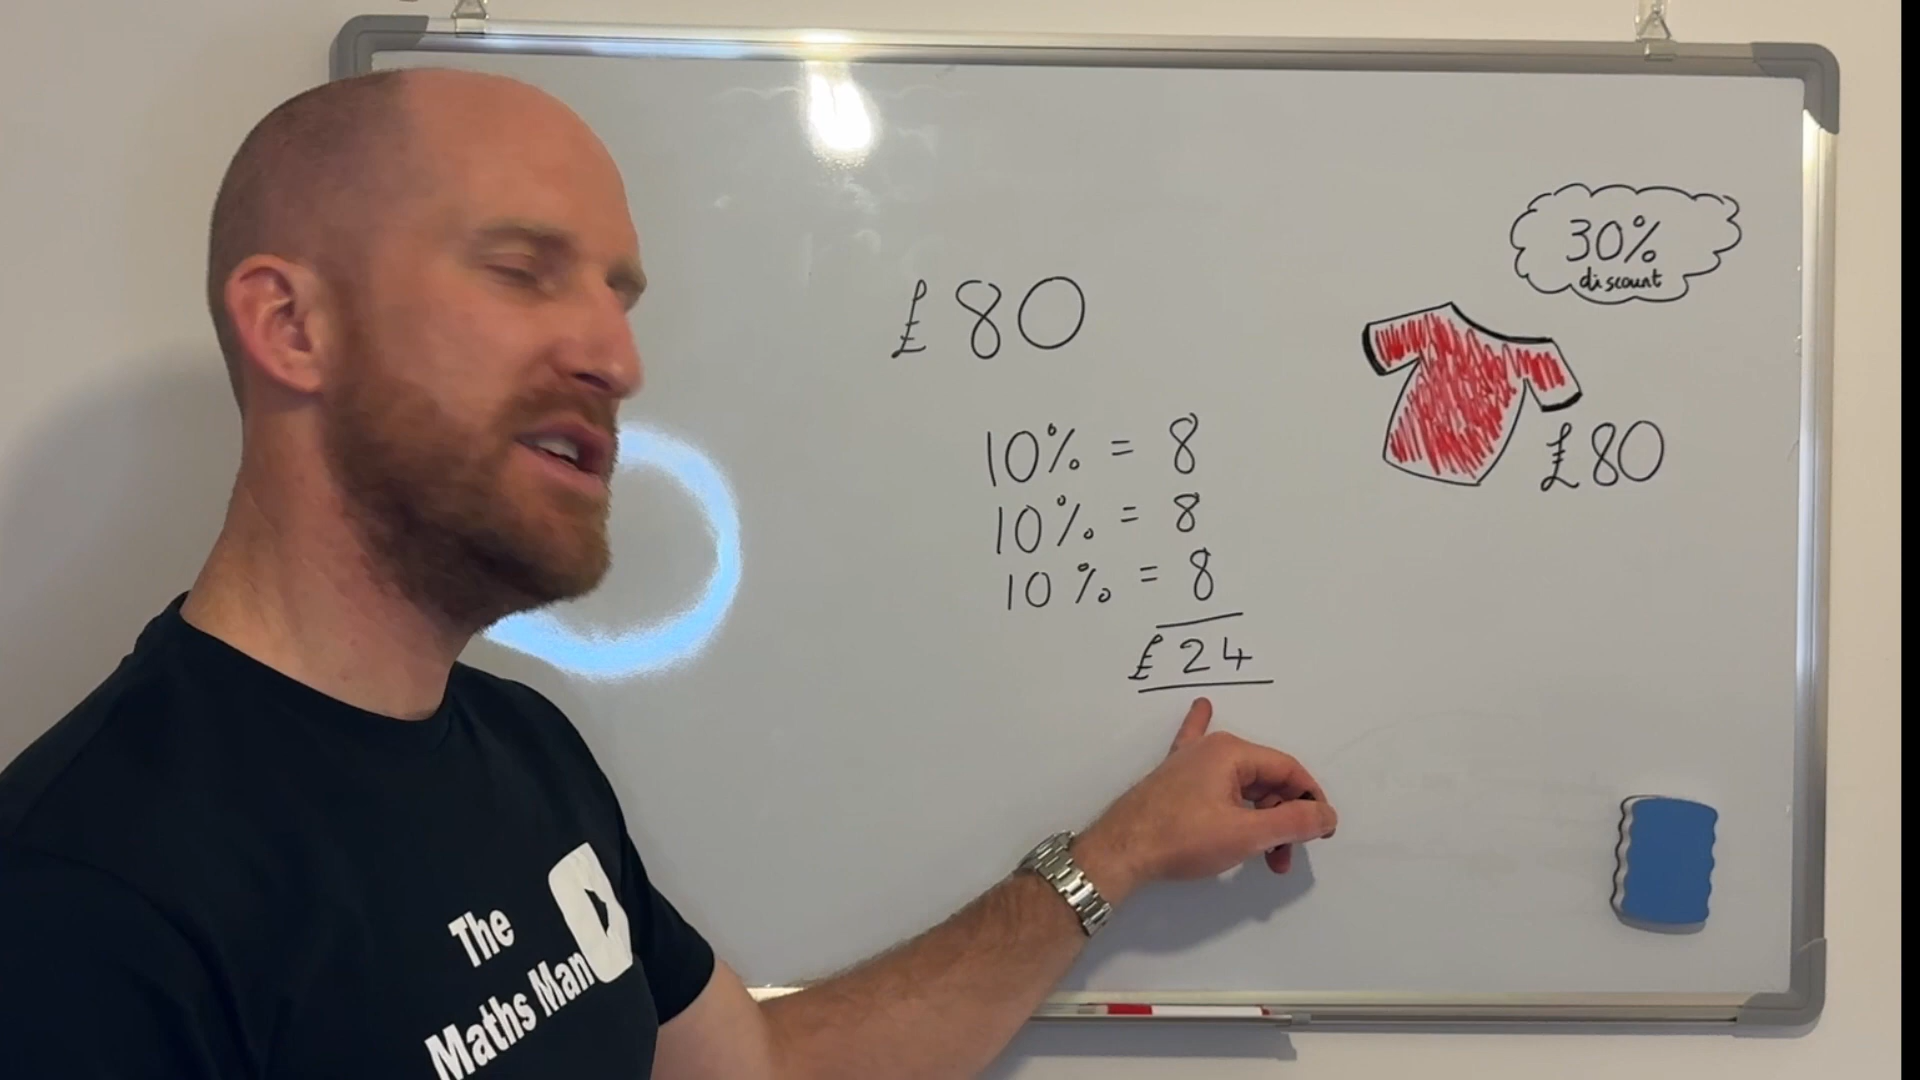 £80
10% = 8
10% = 8
10% = 8
£24
30%
discount
£80
The
Maths Man